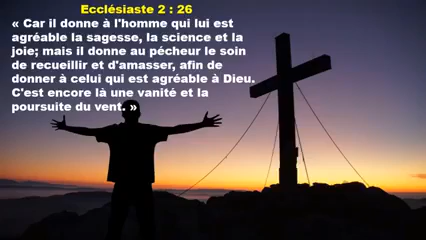 Ecclésiaste 2 : 26
« Car il donne à l'homme qui lui est
agréable la sagesse, la science et la
joie; mais il donne au pécheur le soin
de recueillir et d'amasser, afin de
donner à celui qui est agréable à Dieu.
C'est encore là une vanité et la
poursuite du vent. »